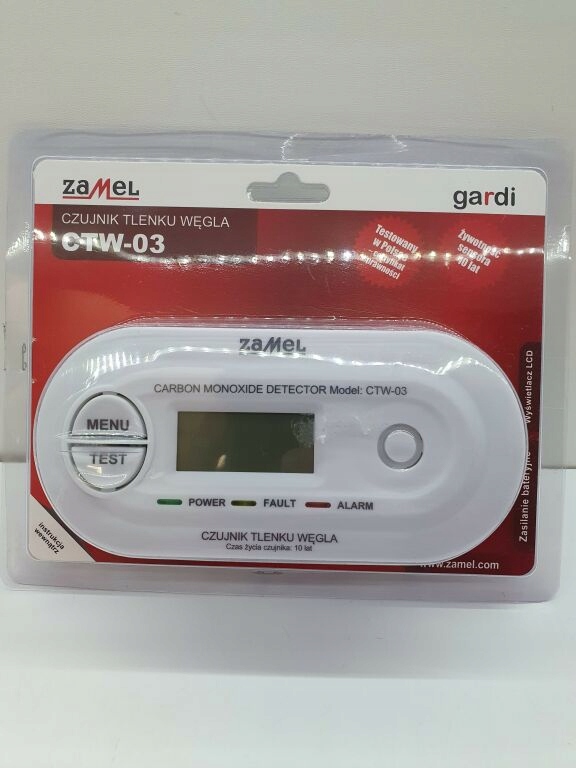 ZAMEL
gardi
CZUJNIK TLENKU WĘGLA
CTW-03
Testowany
w Polsce
- certyfikat
sprawności
żywotność
sensora
10 lat
ZAMEL
CARBON MONOXIDE DETECTOR Model: CTW-03
MENU
TEST
POWER
FAULT
ALARM
CZUJNIK TLENKU WĘGLA
Czas życia czujnika: 10 lat
Zasilanie bateryjne
Wyświetlacz LCD
instrukcja
wewnątrz
www.zamel.com